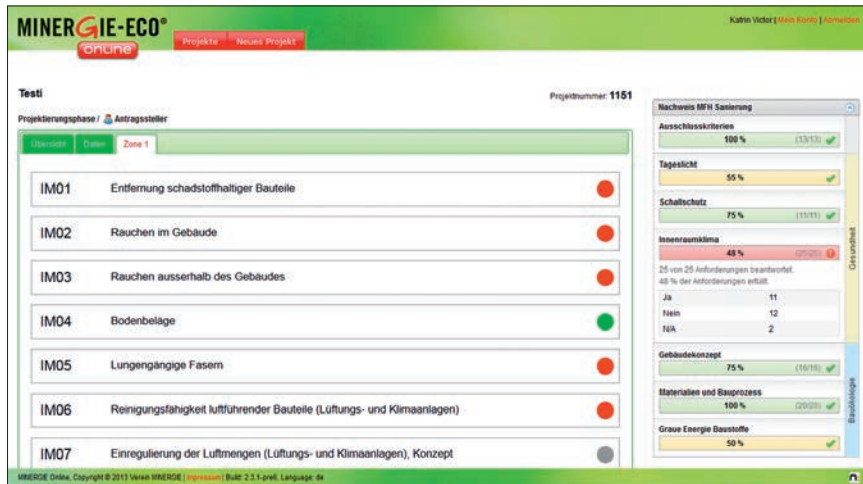 MINERGIE-ECO®
online
Projekte Neues Projekt
Katrin Victor | Mein Konto | Abmelden
Testi
Projektnummer: 1151
Projektierungsphase / Antragssteller
Übersicht Daten Zone 1
IM01 Entfernung schadstoffhaltiger Bauteile
IM02 Rauchen im Gebäude
IM03 Rauchen ausserhalb des Gebäudes
IM04 Bodenbeläge
IM05 Lungengängige Fasern
IM06 Reinigungsfähigkeit luftführender Bauteile (Lüftungs- und Klimaanlagen)
IM07 Einregulierung der Luftmengen (Lüftungs- und Klimaanlagen), Konzept
Nachweis MFH Sanierung
Ausschlusskriterien
100 % (13/13)
Tageslicht
55 %
Schallschutz
75 % (11/11)
Innenraumklima
48 % (25/25)
25 von 25 Anforderungen beantwortet.
48 % der Anforderungen erfüllt.
Ja 11
Nein 12
N/A 2
Gesundheit
Gebäudekonzept
75 %
Materialien und Bauprozess
100 % (20/20)
Graue Energie Baustoffe
50 %
Bauökologie
MINERGIE Online, Copyright © 2013 Verein MINERGIE | Impressum | Build: 2.3.1-pre8, Language: de